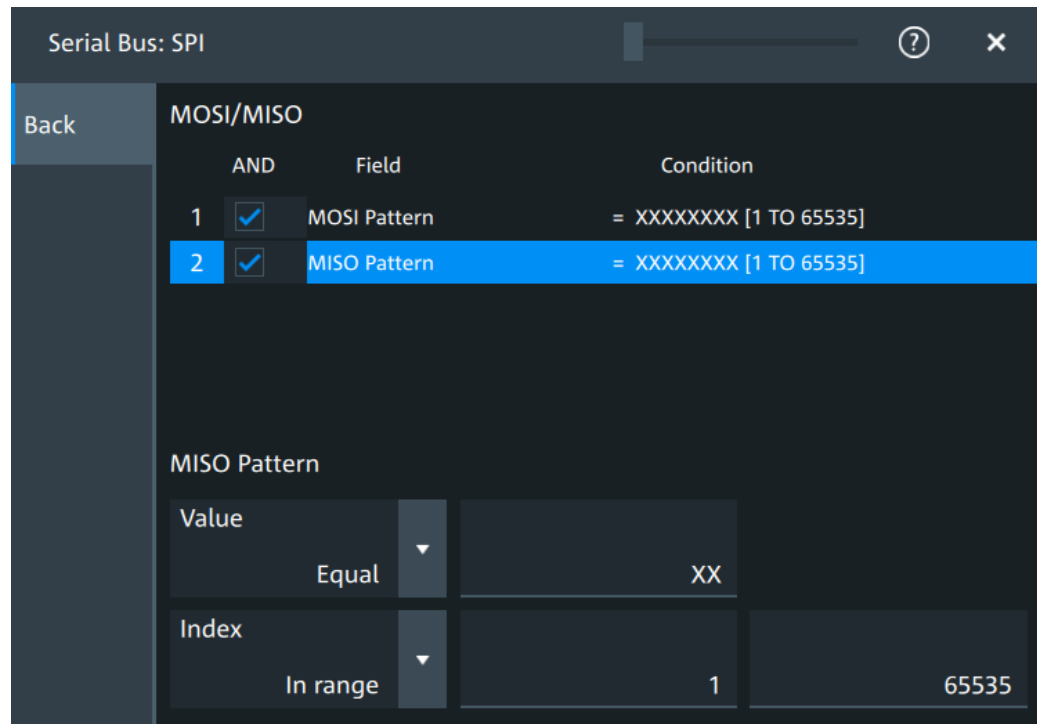 Serial Bus: SPI
Back
MOSI/MISO
AND Field Condition
1 MOSI Pattern = XXXXXXXX [1 TO 65535]
2 MISO Pattern = XXXXXXXX [1 TO 65535]
MISO Pattern
Value
Equal XX
Index
In range 1 65535